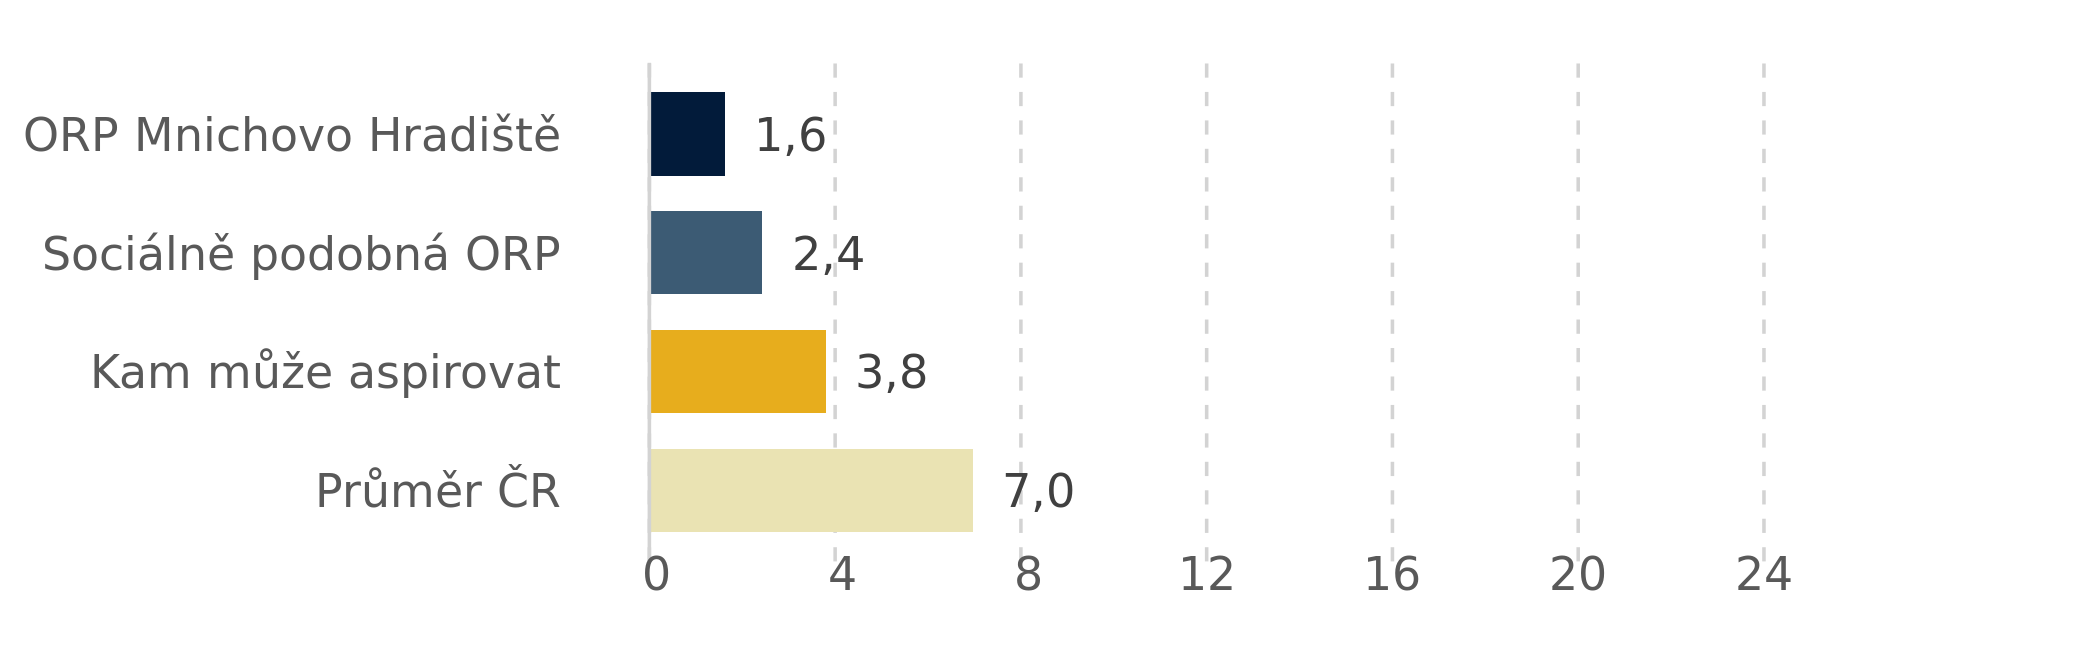 ORP Mnichovo Hradiště 1,6
Sociálně podobná ORP 2,4
Kam může aspirovat 3,8
Průměr ČR 7,0
0 4 8 12 16 20 24